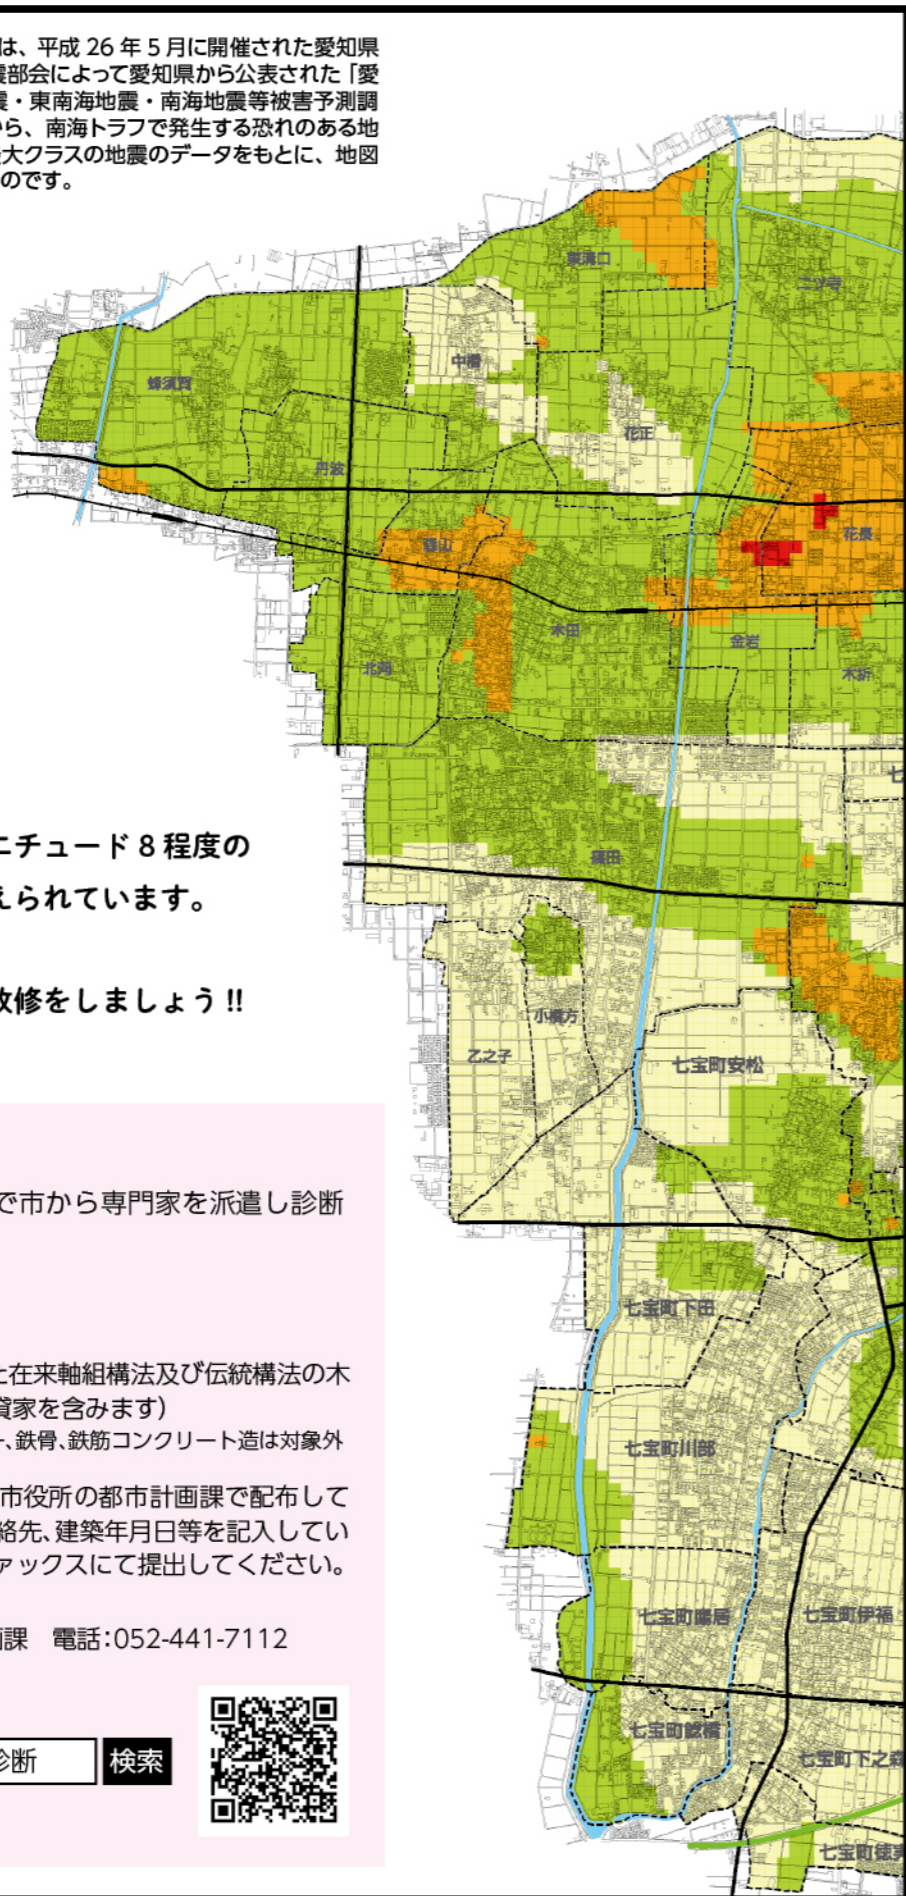 は、平成 26 年 5 月に開催された愛知県
震部会によって愛知県から公表された「愛
震・東南海地震・南海地震等被害予測調
から、南海トラフで発生する恐れのある地
大クラスの地震のデータをもとに、地図
のです。
二ツ寺
中橋
蜂須賀
花正
丹波
花長
木田
金岩
北苅
木折
七
篠田
小橋方
乙之子
七宝町安松
七宝町下田
七宝町川部
七宝町鷹居
七宝町伊福
七宝町鯰橋
七宝町下之森
七宝町徳実
ニチュード 8 程度の
えられています。
改修をしましょう !!
で市から専門家を派遣し診断
在来軸組構法及び伝統構法の木
貸家を含みます)
、鉄骨、鉄筋コンクリート造は対象外
市役所の都市計画課で配布して
絡先、建築年月日等を記入してい
ァックスにて提出してください。
課　電話:052-441-7112
診断 検索